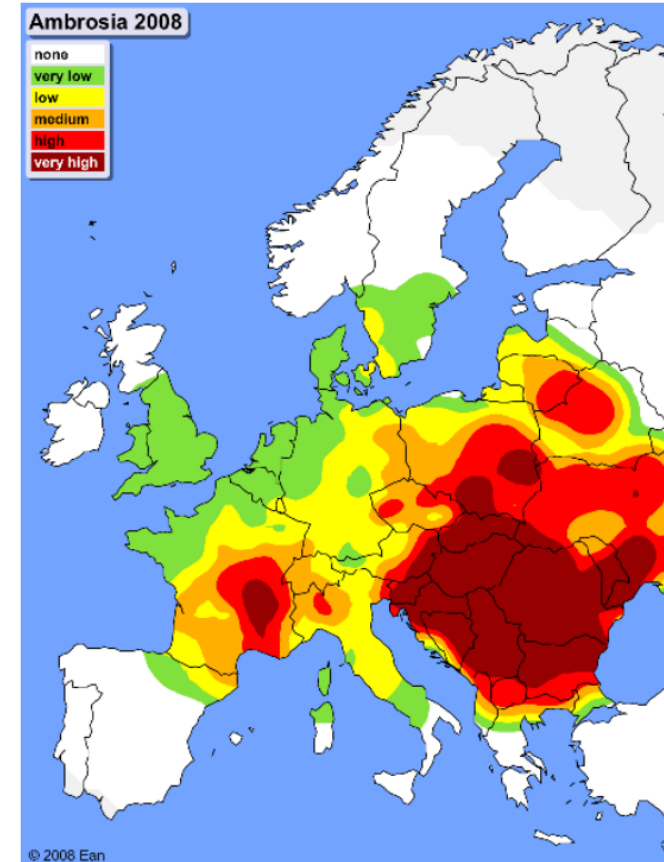 Ambrosia 2008
none
very low
low
medium
high
very high
© 2008 Ean